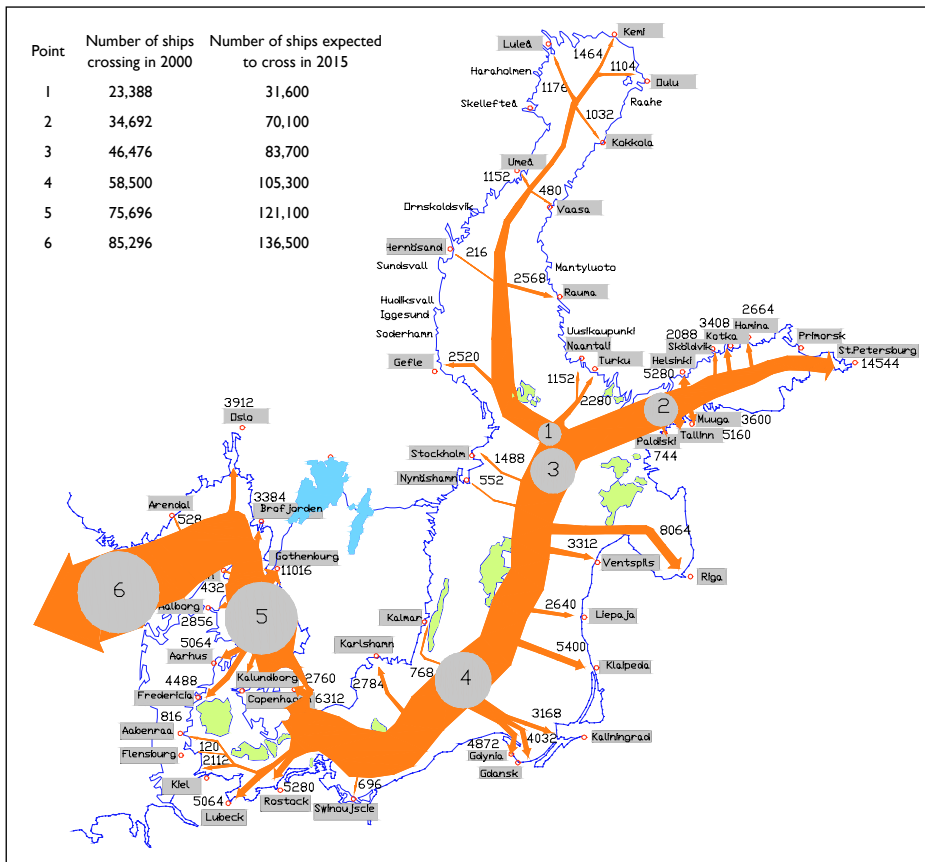 Point Number of ships crossing in 2000 Number of ships expected to cross in 2015
1 23,388 31,600
2 34,692 70,100
3 46,476 83,700
4 58,500 105,300
5 75,696 121,100
6 85,296 136,500
Kemi
Luleå
1464
1104
Oulu
Haraholmen
1176
Raahe
Skellefteå
1032
Kokkola
Umeå
1152
480
Vaasa
Ornskoldsvik
Hernösand
216
Sundsvall
Mantyluoto
2568
Rauma
Hudiksvall
Iggesund
Soderhamn
Uusikaupunki
Naantali
Turku
Gefle
2520
1152
2280
2664
3408
Hamina
2088
Kotka
Primorsk
Sköldvik
St.Petersburg
Helsinki
5280
14544
2
Muuga
3600
Paldiski
Tallinn
5160
744
1
3
Stockholm
1488
Nynäshamn
552
8064
3312
Ventspils
Riga
2640
Liepaja
5400
Klaipeda
3912
Oslo
Arendal
528
3384
Brofjorden
Gothenburg
11016
6
432
5
Aalborg
2856
5064
Aarhus
Kalmar
Karlshamn
768
4
4488
Kalundborg
2760
2784
Fredericia
Copenhagen
6312
816
3168
Aabenraa
Kaliningrad
120
4872
4032
Flensburg
2112
Gdynia
Gdansk
Kiel
5064
5280
696
Lubeck
Rostock
Swinoujscie